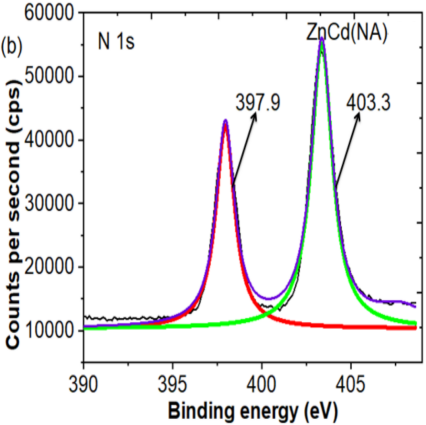 (b)
N 1s
ZnCd(NA)
397.9
403.3
Counts per second (cps)
60000
50000
40000
30000
20000
10000
390
395
400
405
Binding energy (eV)